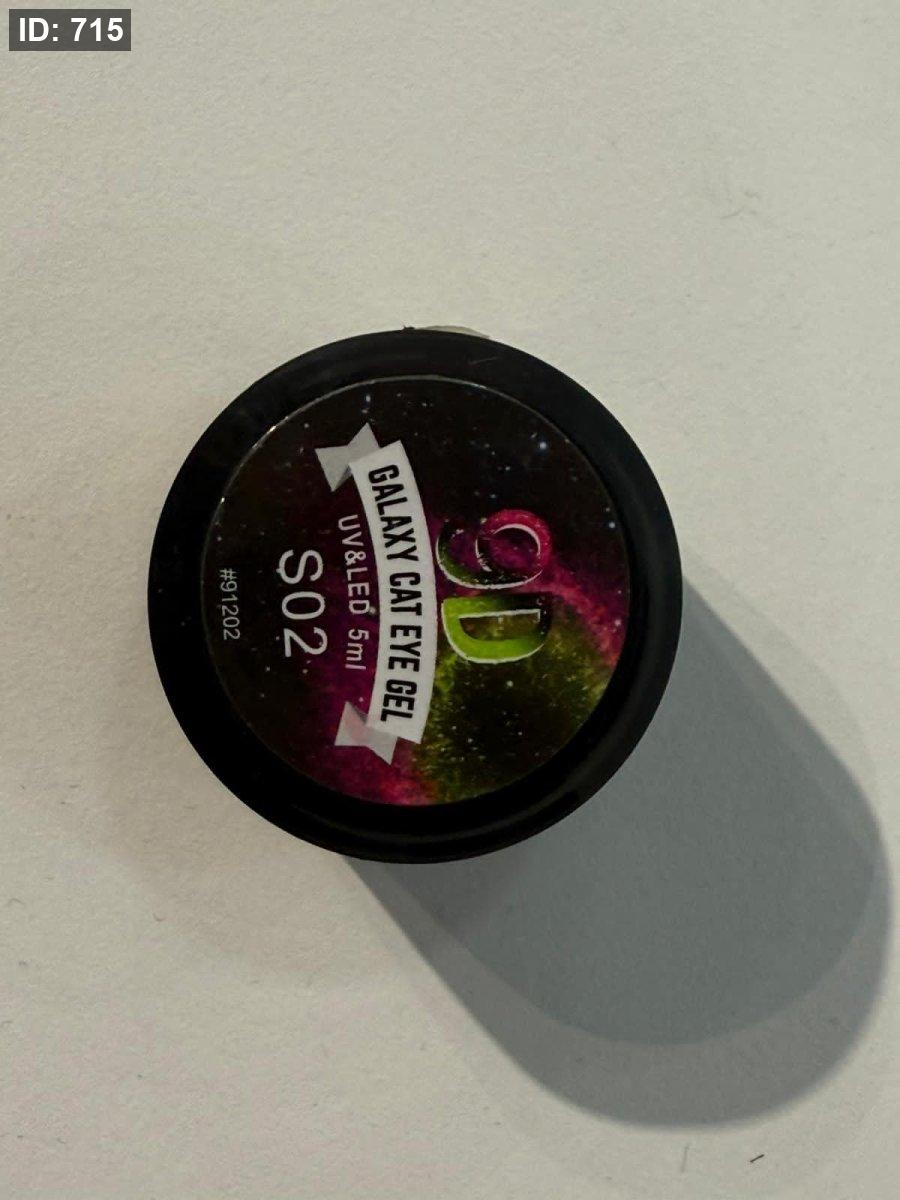 ID: 715
9D
GALAXY CAT EYE GEL
UV&LED 5ml
S02
#91202